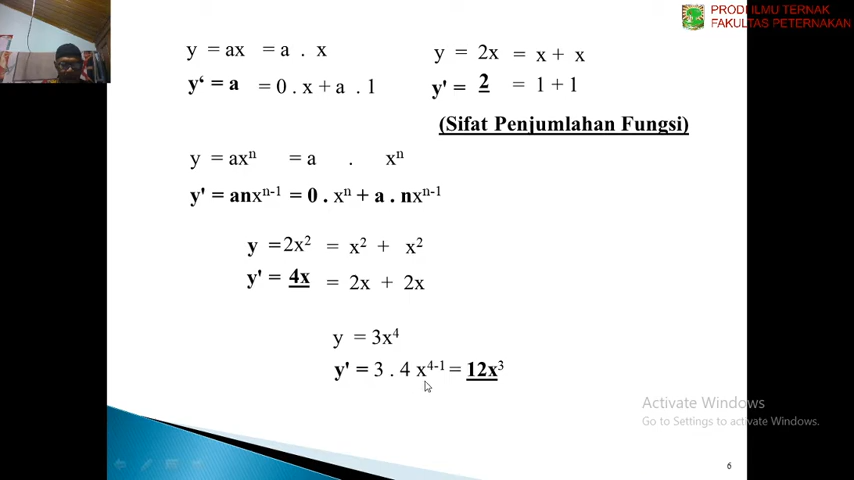 PRODI ILMU TERNAK
FAKULTAS PETERNAKAN
y = ax = a . x
y‘ = a = 0 . x + a . 1
y = 2x = x + x
y' = 2 = 1 + 1
(Sifat Penjumlahan Fungsi)
y = axⁿ = a . xⁿ
y' = anxⁿ⁻¹ = 0 . xⁿ + a . nxⁿ⁻¹
y = 2x² = x² + x²
y' = 4x = 2x + 2x
y = 3x⁴
y' = 3 . 4 x⁴⁻¹ = 12x³
Activate Windows
Go to Settings to activate Windows.
6